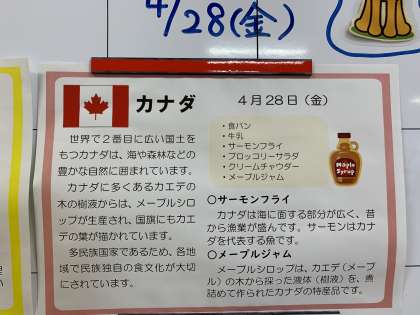 4/28(金)
カナダ
4月28日(金)
世界で2番目に広い国土を
もつカナダは、海や森林などの
豊かな自然に囲まれています。
カナダに多くあるカエデの
木の樹液からは、メープルシロ
ップが生産され、国旗にもカエ
デの葉が描かれています。
多民族国家であるため、各地
域で民族独自の食文化が大切
にされています。
・食パン
・牛乳
・サーモンフライ
・ブロッコリーサラダ
・クリームチャウダー
・メープルジャム
Maple
Syrup
○サーモンフライ
カナダは海に面する部分が広く、昔
から漁業が盛んです。サーモンはカナ
ダを代表する魚です。
○メープルジャム
メープルシロップは、カエデ(メープ
ル)の木から採った液体(樹液)を、煮
詰めて作られたカナダの特産品です。